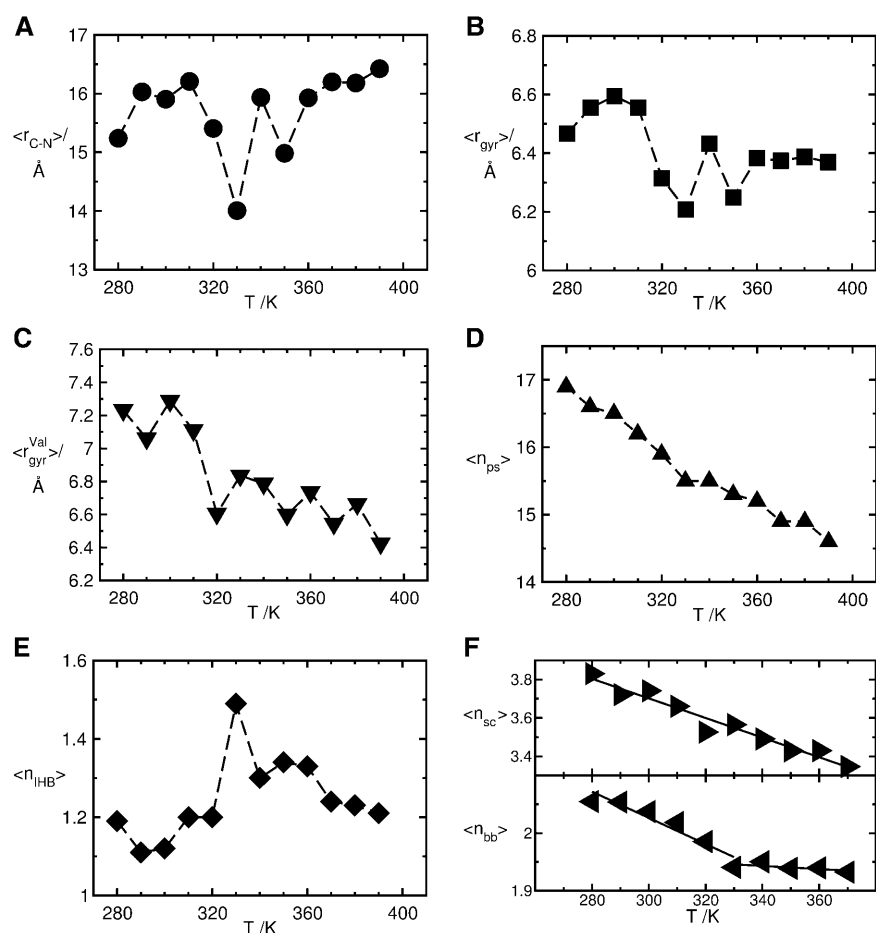 A
17
16
15
14
13
<r_C-N>/
Å
280 320 360 400
T /K
B
6.8
6.6
6.4
6.2
6
<r_gyr>/
Å
280 320 360 400
T /K
C
7.6
7.4
7.2
7
6.8
6.6
6.4
6.2
<r_gyr^Val>/
Å
280 320 360 400
T /K
D
17
16
15
14
<n_ps>
280 320 360 400
T /K
E
1.6
1.4
1.2
1
<n_IHB>
280 320 360 400
T /K
F
3.8
3.6
3.4
<n_sc>
2
1.9
<n_bb>
280 300 320 340 360
T /K